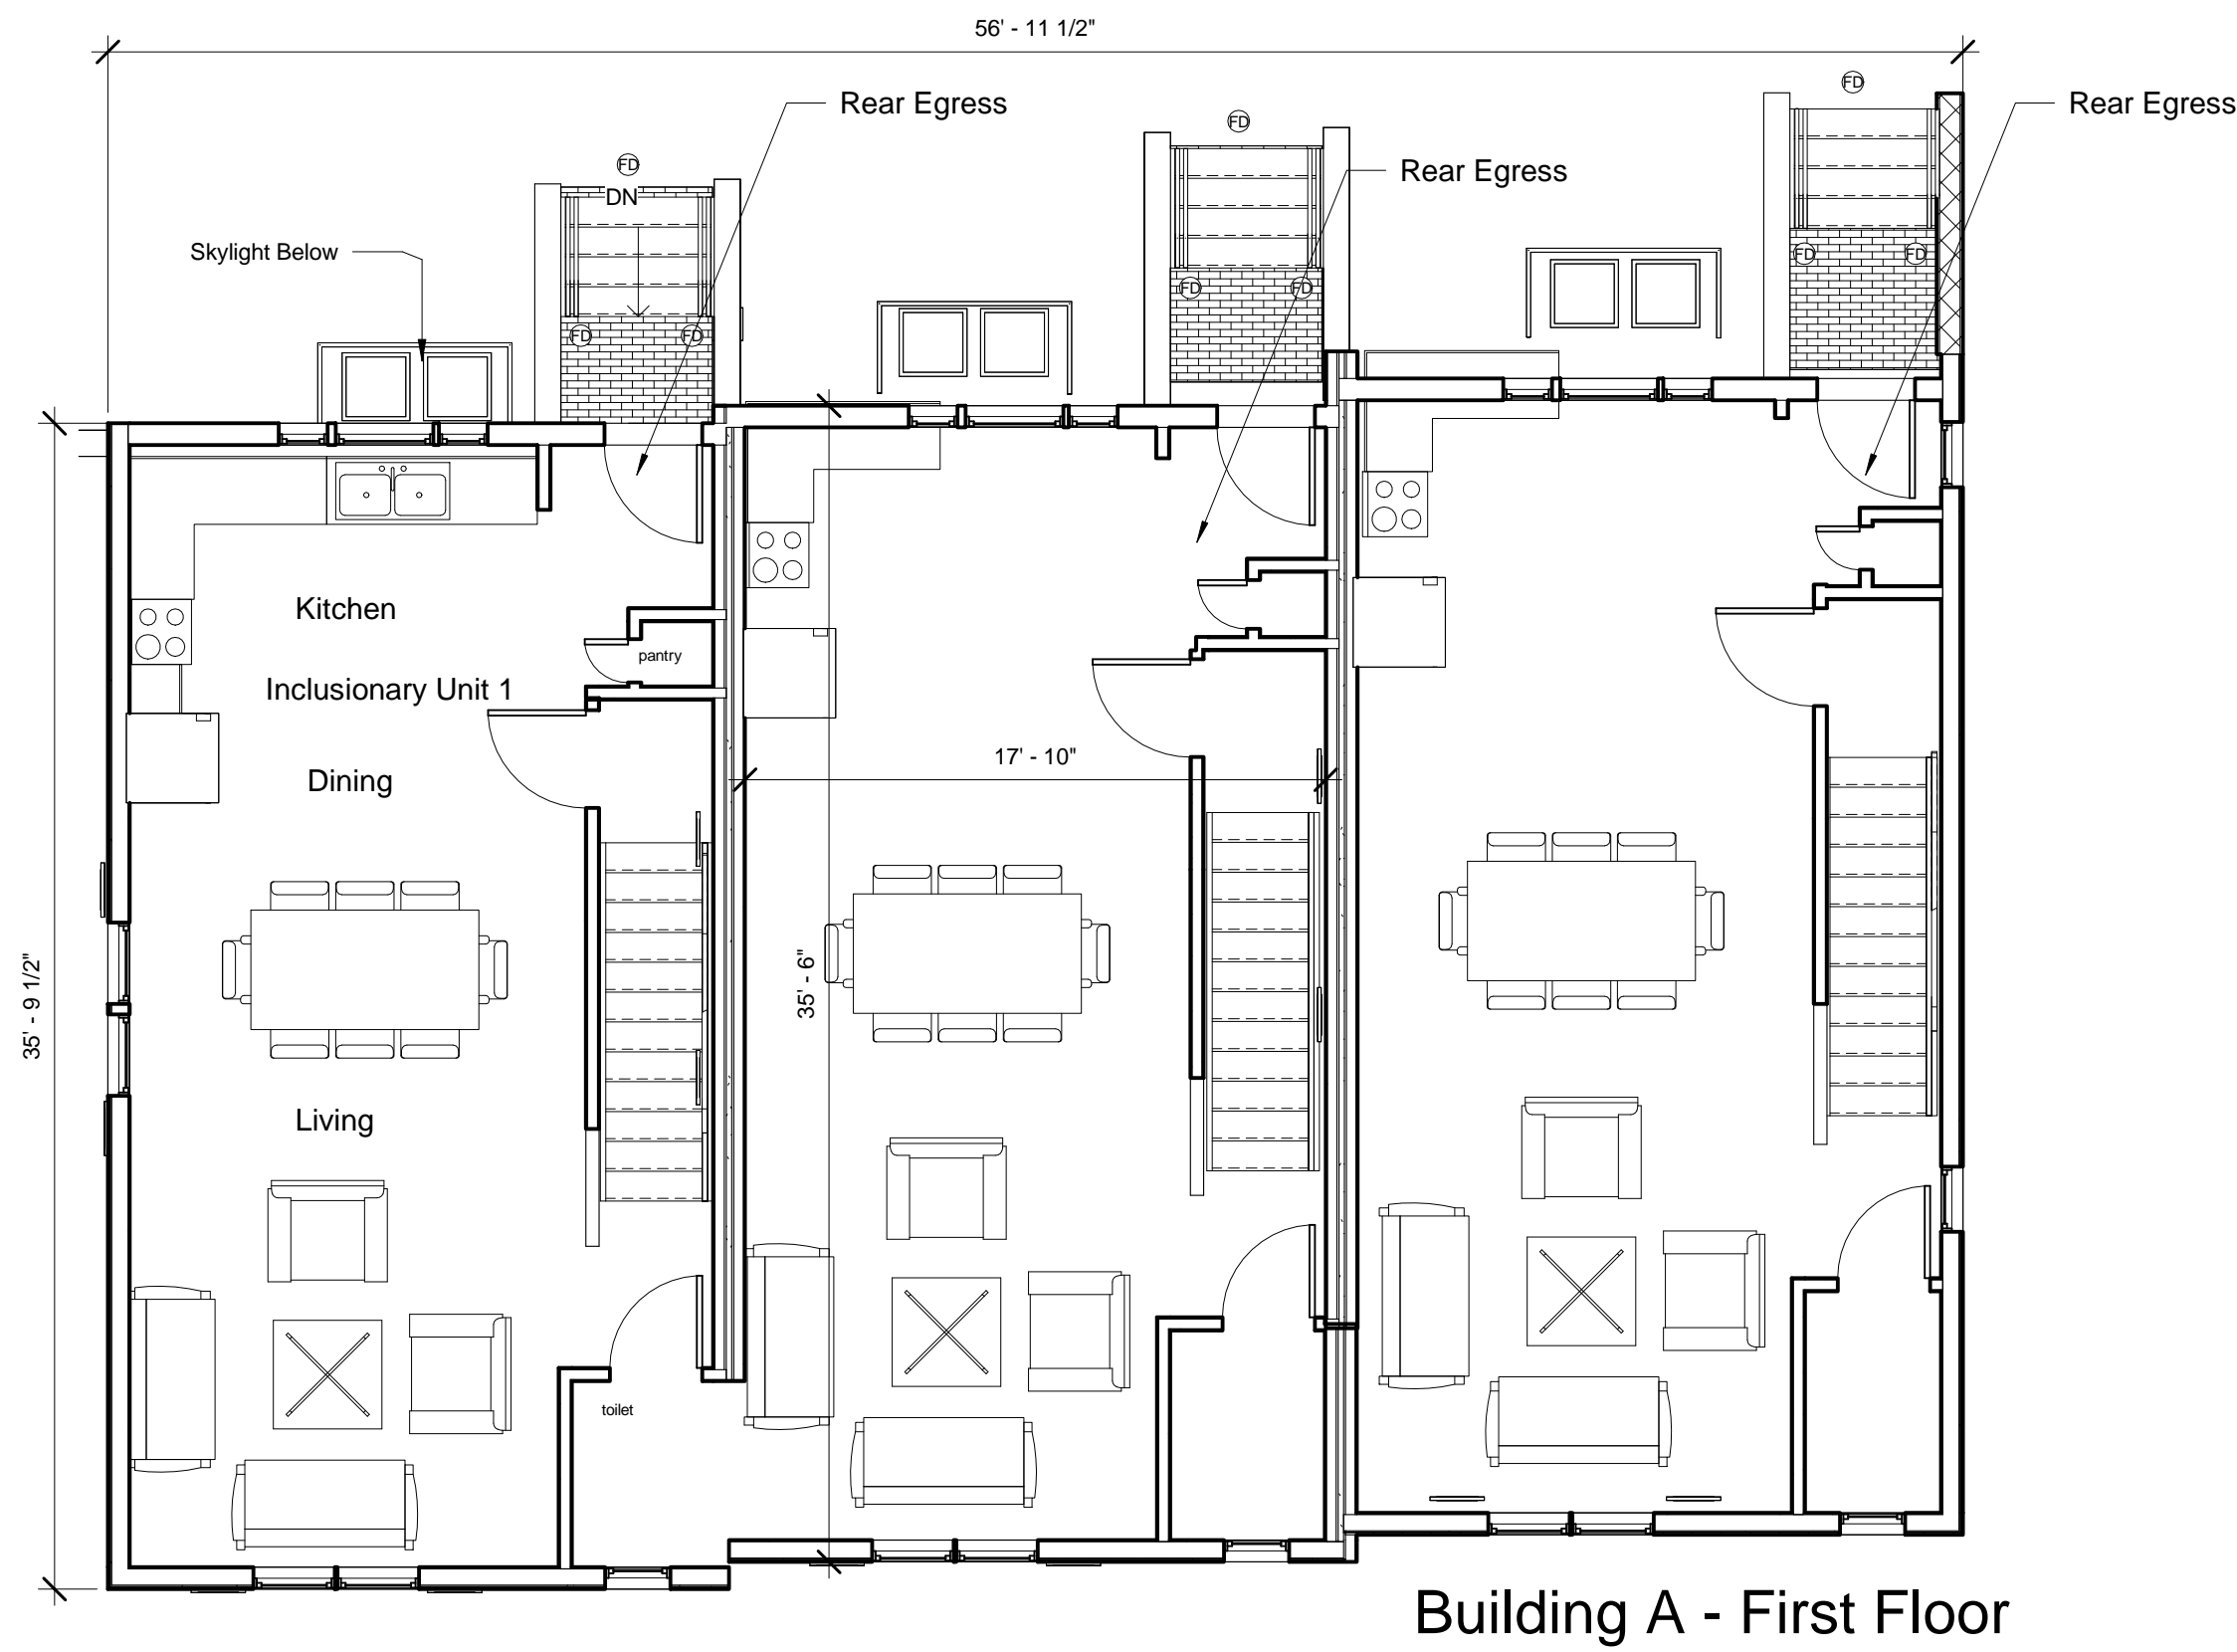 56' - 11 1/2"
Rear Egress
Rear Egress
Rear Egress
FD
FD
FD
DN
Skylight Below
FD
FD
FD
FD
FD
FD
Kitchen
pantry
Inclusionary Unit 1
17' - 10"
Dining
35' - 9 1/2"
35' - 6"
Living
toilet
Building A - First Floor